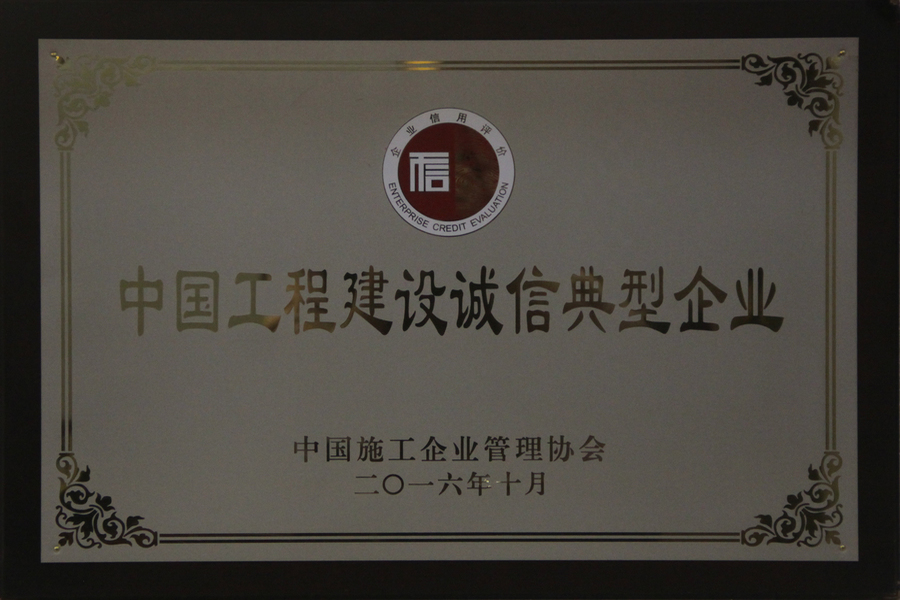 企业信用评价
信
ENTERPRISE CREDIT EVALUATION
中国工程建设诚信典型企业
中国施工企业管理协会
二〇一六年十月